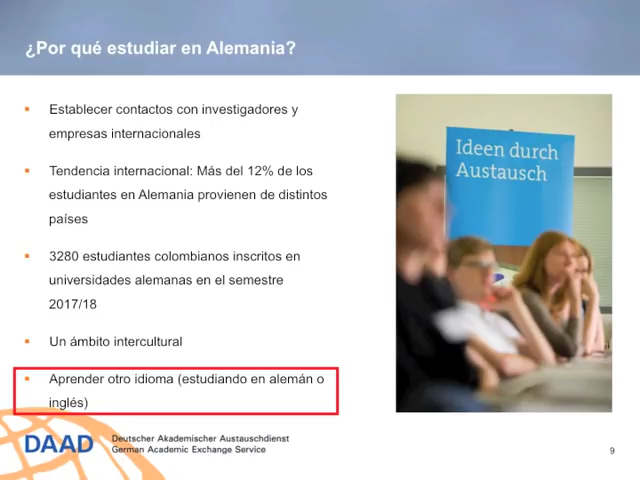 ¿Por qué estudiar en Alemania?
Establecer contactos con investigadores y
empresas internacionales
Tendencia internacional: Más del 12% de los
estudiantes en Alemania provienen de distintos
países
3280 estudiantes colombianos inscritos en
universidades alemanas en el semestre
2017/18
Un ámbito intercultural
Aprender otro idioma (estudiando en alemán o
inglés)
Ideen durch
Austausch
DAAD
Deutscher Akademischer Austauschdienst
German Academic Exchange Service
9